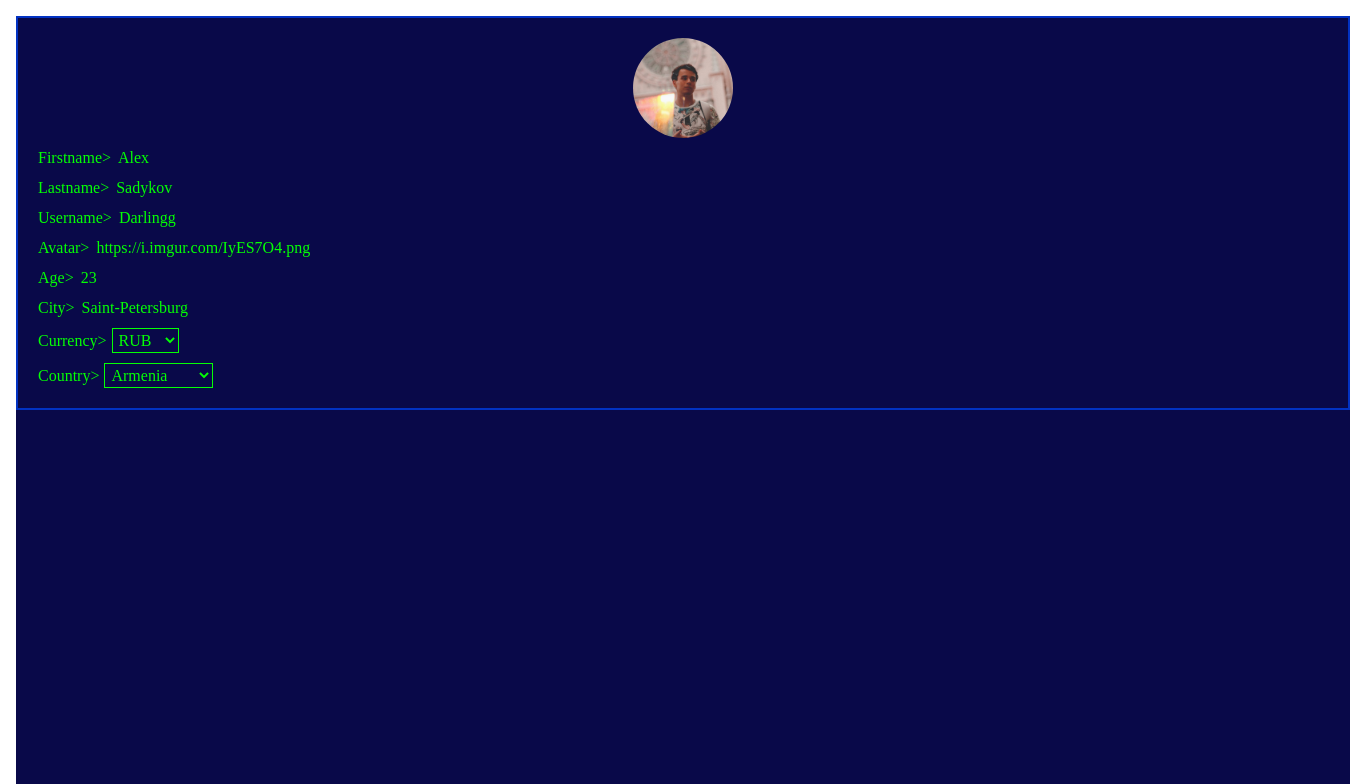 Firstname> Alex
Lastname> Sadykov
Username> Darlingg
Avatar> https://i.imgur.com/IyES7O4.png
Age> 23
City> Saint-Petersburg
Currency> RUB
Country> Armenia